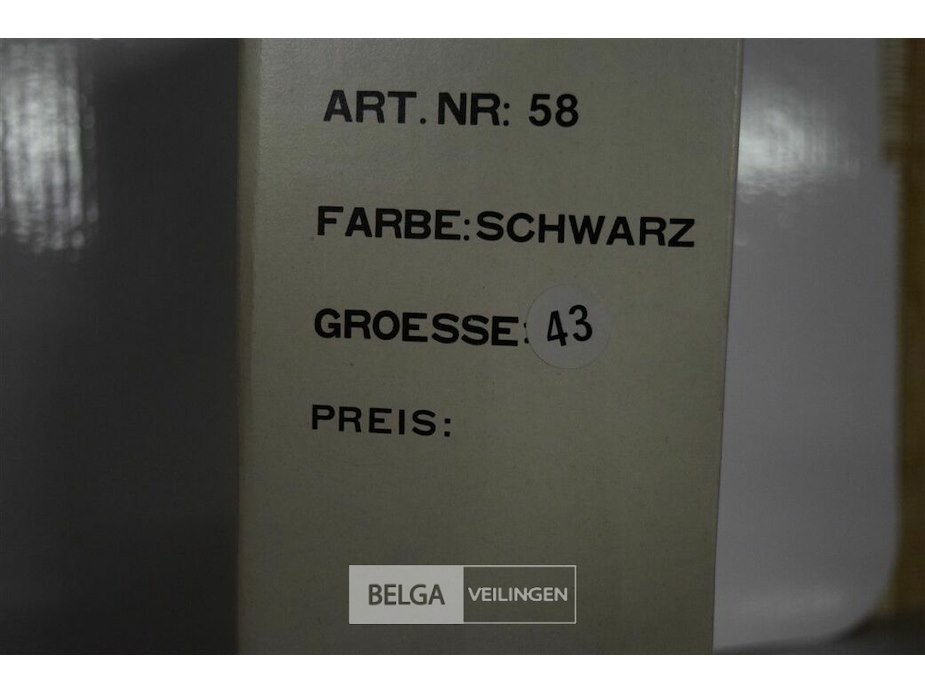 ART.NR: 58
FARBE:SCHWARZ
GROESSE: 43
PREIS:
BELGA VEILINGEN